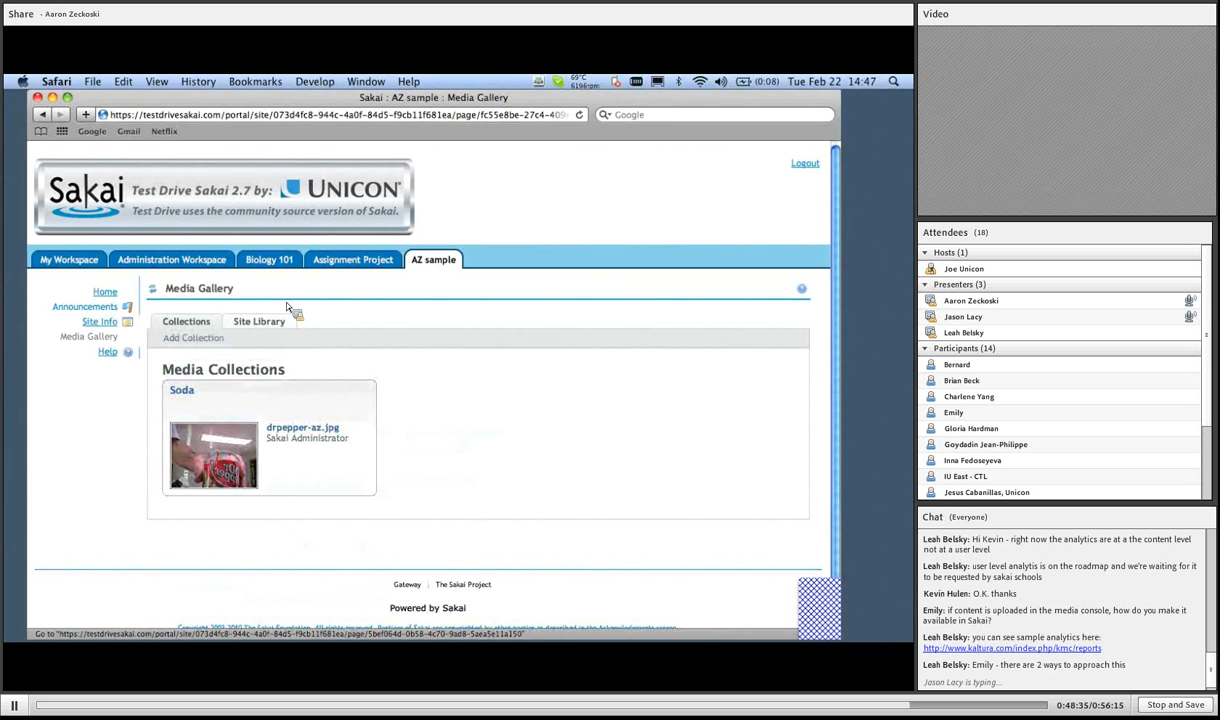 Share - Aaron Zeckoski
Video
Safari File Edit View History Bookmarks Develop Window Help 69°C 6196rpm (0:08) Tue Feb 22 14:47
Sakai : AZ sample : Media Gallery
https://testdrivesakai.com/portal/site/073d4fc8-944c-4a0f-84d5-f9cb11f681ea/page/fc55e8be-27c4-409 Google
Google Gmail Netflix
Logout
Sakai Test Drive Sakai 2.7 by: UNICON
Test Drive uses the community source version of Sakai.
My Workspace Administration Workspace Biology 101 Assignment Project AZ sample
Home
Announcements
Site Info
Media Gallery
Help
Media Gallery
Collections Site Library
Add Collection
Media Collections
Soda
drpepper-az.jpg
Sakai Administrator
Gateway The Sakai Project
Powered by Sakai
Go to "https://testdrivesakai.com/portal/site/073d4fc8-944c-4a0f-84d5-f9cb11f681ea/page/5bef064d-0b58-4c70-9ad8-5aea5e11a150"
Attendees (18)
Hosts (1)
Joe Unicon
Presenters (3)
Aaron Zeckoski
Jason Lacy
Leah Belsky
Participants (14)
Bernard
Brian Beck
Charlene Yang
Emily
Gloria Hardman
Goydadin Jean-Philippe
Inna Fedoseyeva
IU East - CTL
Jesus Cabanillas, Unicon
Chat (Everyone)
Leah Belsky: Hi Kevin - right now the analytics are at a the content level
not at a user level
Leah Belsky: user level analytis is on the roadmap and we're waiting for it
to be requested by sakai schools
Kevin Hulen: O.K. thanks
Emily: if content is uploaded in the media console, how do you make it
available in Sakai?
Leah Belsky: you can see sample analytics here:
http://www.kaltura.com/index.php/kmc/reports
Leah Belsky: Emily - there are 2 ways to approach this
Jason Lacy is typing...
0:48:35/0:56:15 Stop and Save